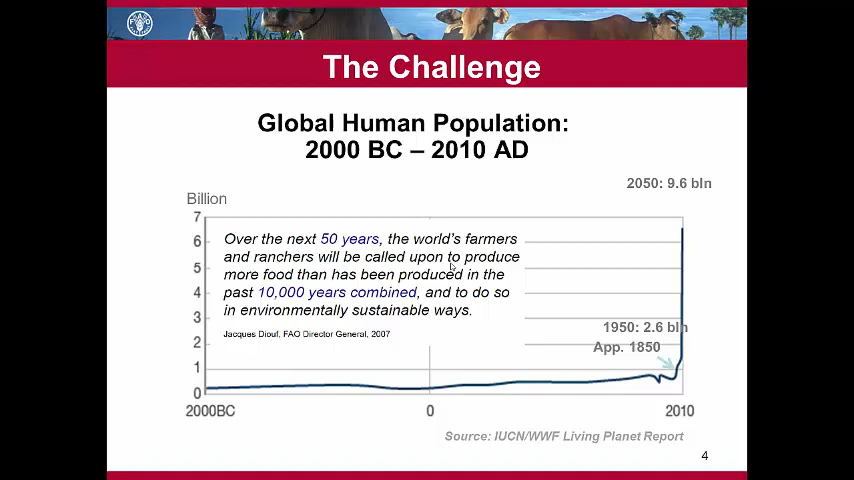 The Challenge
Global Human Population:
2000 BC – 2010 AD
2050: 9.6 bln
Billion
7
6
5
4
3
2
1
0
Over the next 50 years, the world's farmers
and ranchers will be called upon to produce
more food than has been produced in the
past 10,000 years combined, and to do so
in environmentally sustainable ways.
Jacques Diouf, FAO Director General, 2007
1950: 2.6 bln
App. 1850
2000BC 0 2010
Source: IUCN/WWF Living Planet Report
4